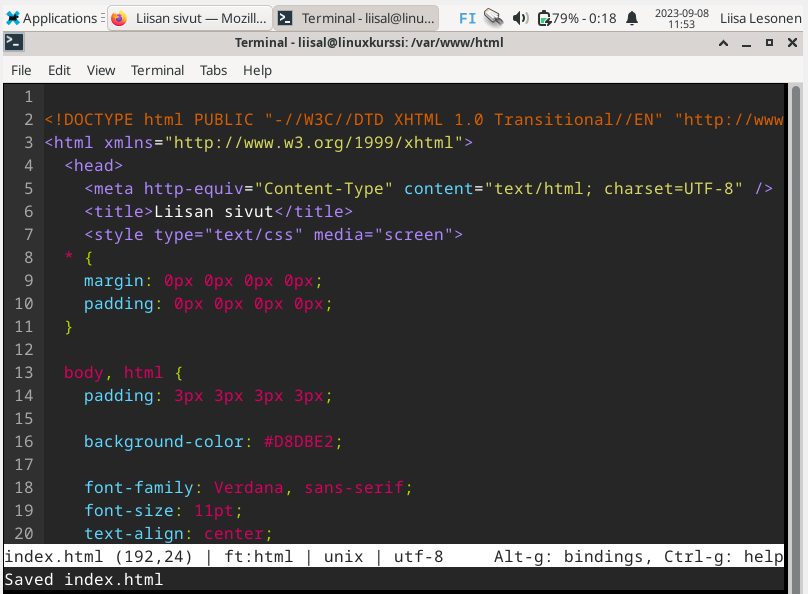 Applications
Liisan sivut — Mozill...
Terminal - liisal@linu...
FI
79% - 0:18
2023-09-08
11:53
Liisa Lesonen
Terminal - liisal@linuxkurssi: /var/www/html
File Edit View Terminal Tabs Help
1
2 <!DOCTYPE html PUBLIC "-//W3C//DTD XHTML 1.0 Transitional//EN" "http://www
3 <html xmlns="http://www.w3.org/1999/xhtml">
4   <head>
5     <meta http-equiv="Content-Type" content="text/html; charset=UTF-8" />
6     <title>Liisan sivut</title>
7     <style type="text/css" media="screen">
8   * {
9     margin: 0px 0px 0px 0px;
10     padding: 0px 0px 0px 0px;
11   }
12
13   body, html {
14     padding: 3px 3px 3px 3px;
15
16     background-color: #D8DBE2;
17
18     font-family: Verdana, sans-serif;
19     font-size: 11pt;
20     text-align: center;
index.html (192,24) | ft:html | unix | utf-8 Alt-g: bindings, Ctrl-g: help
Saved index.html